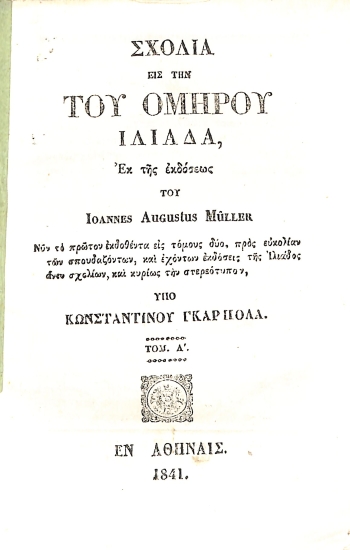 ΣΧΟΛΙΑ
ΕΙΣ ΤΗΝ
ΤΟΥ ΟΜΗΡΟΥ
ΙΛΙΑΔΑ,
Ἐκ τῆς ἐκδόσεως
ΤΟΥ
IOANNES AUGUSTUS MÛLLER
Νῦν τὸ πρῶτον ἐκδοθέντα εἰς τόμους δύο, πρὸς εὐκολίαν
τῶν σπουδαζόντων, καὶ ἐχόντων ἐκδόσεις τῆς Ἰλιάδος
ἄνευ σχολίων, καὶ κυρίως τὴν στερεότυπον,
ΥΠΟ
ΚΩΝΣΤΑΝΤΙΝΟΥ ΓΚΑΡΠΟΛΑ.
ΤΟΜ. Α΄.
ΕΝ ΑΘΗΝΑΙΣ.
1841.